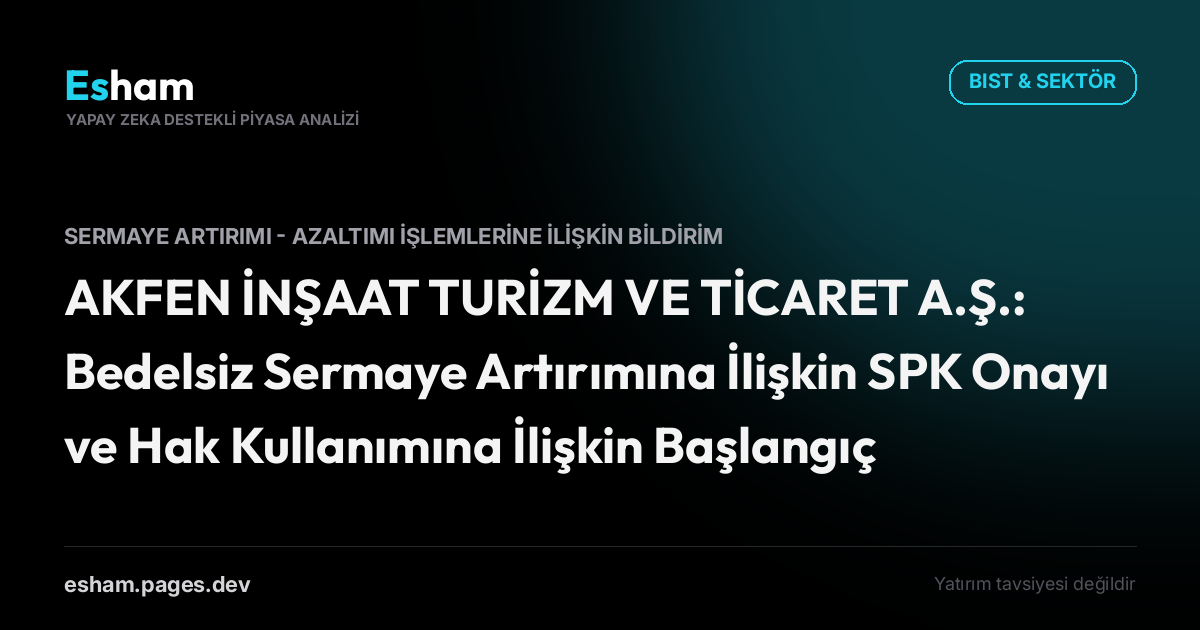 Esham
YAPAY ZEKA DESTEKLİ PİYASA ANALİZİ
BIST & SEKTÖR
SERMAYE ARTIRIMI - AZALTIMI İŞLEMLERİNE İLİŞKİN BİLDİRİM
AKFEN İNŞAAT TURİZM VE TİCARET A.Ş.:
Bedelsiz Sermaye Artırımına İlişkin SPK Onayı
ve Hak Kullanımına İlişkin Başlangıç
esham.pages.dev
Yatırım tavsiyesi değildir